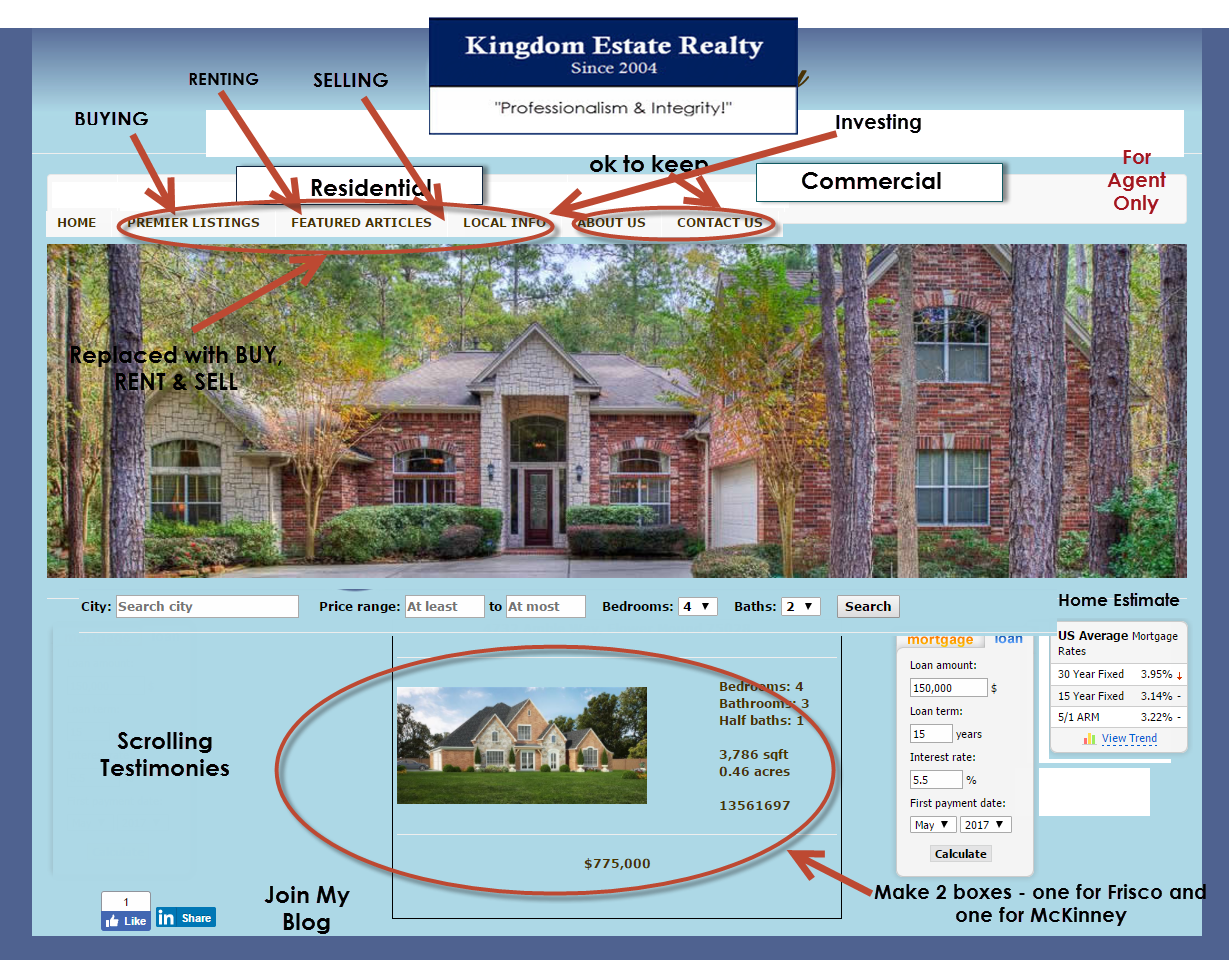 Kingdom Estate Realty
Since 2004
"Professionalism & Integrity!"
RENTING
SELLING
BUYING
Investing
ok to keep
For
Agent
Only
Residential
Commercial
HOME
PREMIER LISTINGS
FEATURED ARTICLES
LOCAL INFO
ABOUT US
CONTACT US
Replaced with BUY,
RENT & SELL
City: Search city Price range: At least to At most Bedrooms: 4 Baths: 2 Search
Home Estimate
mortgage loan
US Average Mortgage
Rates
30 Year Fixed 3.95% ↓
15 Year Fixed 3.14% -
5/1 ARM 3.22% -
View Trend
Loan amount:
150,000 $
Loan term:
15 years
Interest rate:
5.5 %
First payment date:
May 2017
Calculate
Bedrooms: 4
Bathrooms: 3
Half baths: 1
3,786 sqft
0.46 acres
13561697
$775,000
Scrolling
Testimonies
Make 2 boxes - one for Frisco and
one for McKinney
Join My
Blog
1
Like
in Share